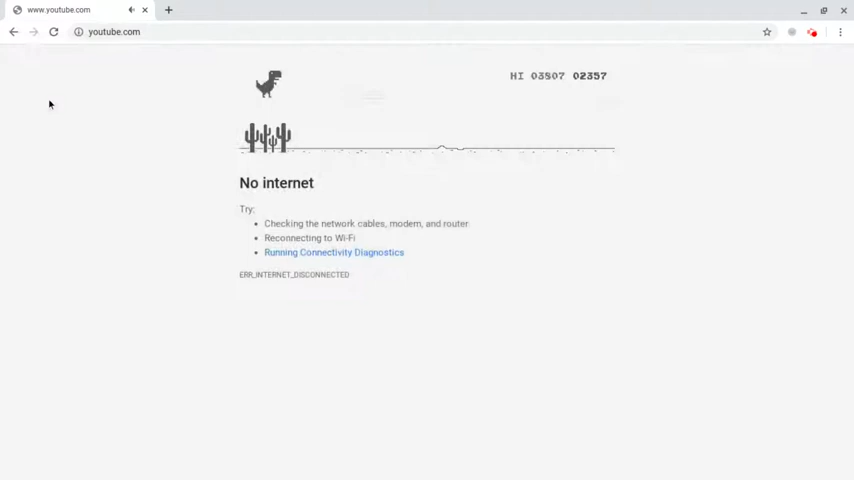 www.youtube.com
youtube.com
HI 03807 02357
No internet
Try:
Checking the network cables, modem, and router
Reconnecting to Wi-Fi
Running Connectivity Diagnostics
ERR_INTERNET_DISCONNECTED